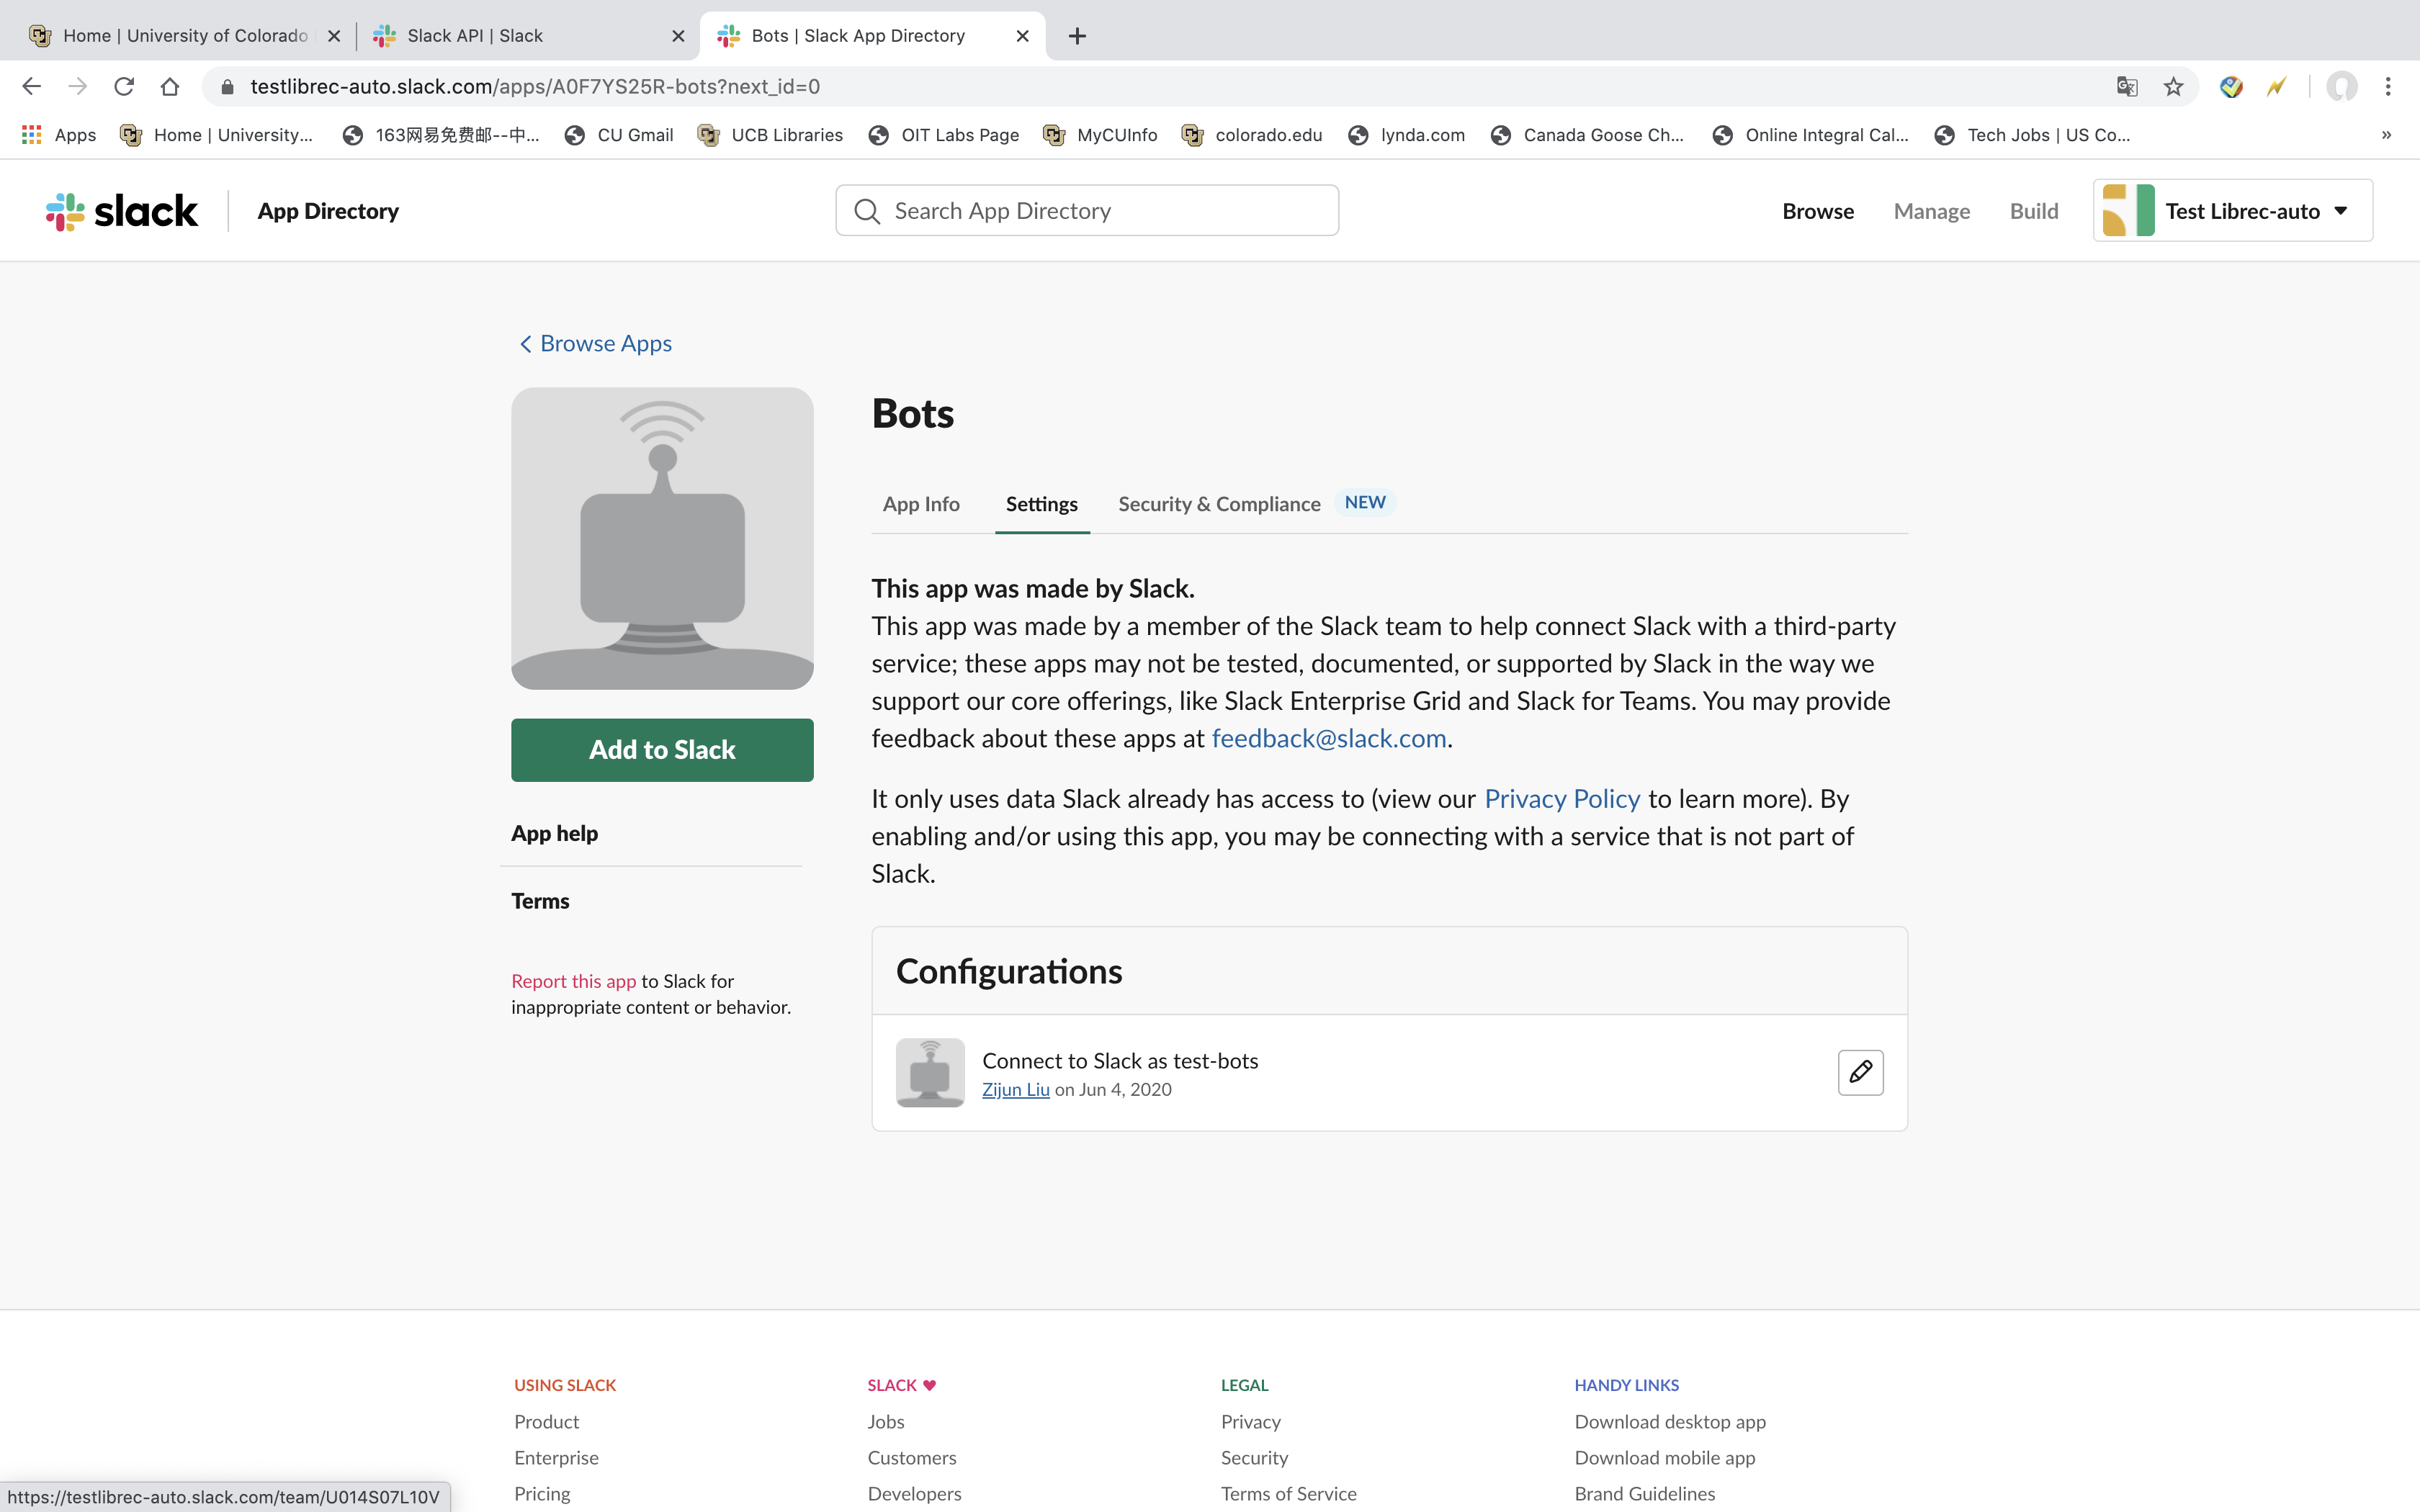 Home | University of Colorado
Slack API | Slack
Bots | Slack App Directory
testlibrec-auto.slack.com/apps/A0F7YS25R-bots?next_id=0
Apps
Home | University...
163网易免费邮--中...
CU Gmail
UCB Libraries
OIT Labs Page
MyCUInfo
colorado.edu
lynda.com
Canada Goose Ch...
Online Integral Cal...
Tech Jobs | US Co...
»
slack
App Directory
Search App Directory
Browse
Manage
Build
Test Librec-auto
Browse Apps
Bots
App Info
Settings
Security & Compliance
NEW
This app was made by Slack.
This app was made by a member of the Slack team to help connect Slack with a third-party
service; these apps may not be tested, documented, or supported by Slack in the way we
support our core offerings, like Slack Enterprise Grid and Slack for Teams. You may provide
feedback about these apps at feedback@slack.com.
It only uses data Slack already has access to (view our Privacy Policy to learn more). By
enabling and/or using this app, you may be connecting with a service that is not part of
Slack.
Add to Slack
App help
Terms
Report this app to Slack for
inappropriate content or behavior.
Configurations
Connect to Slack as test-bots
Zijun Liu on Jun 4, 2020
USING SLACK
Product
Enterprise
Pricing
SLACK
Jobs
Customers
Developers
LEGAL
Privacy
Security
Terms of Service
HANDY LINKS
Download desktop app
Download mobile app
Brand Guidelines
https://testlibrec-auto.slack.com/team/U014S07L10V